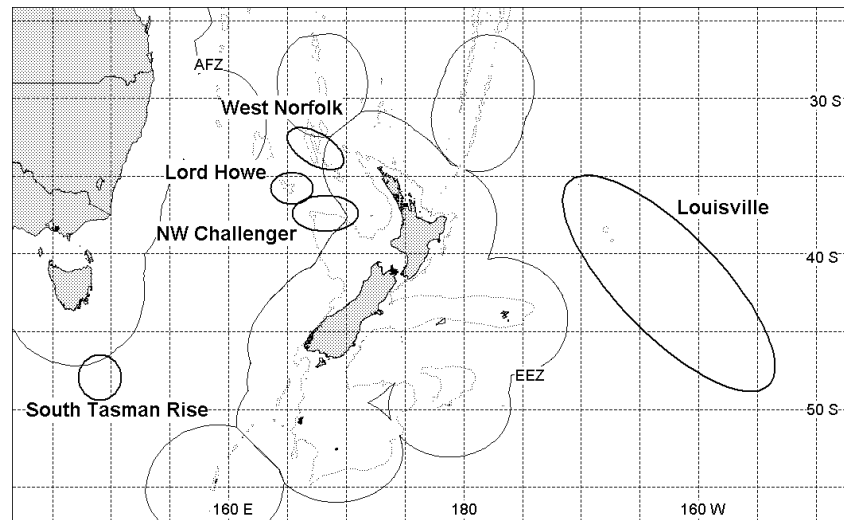 AFZ
West Norfolk
30 S
Lord Howe
Louisville
NW Challenger
40 S
EEZ
South Tasman Rise
50 S
160 E
180
160 W